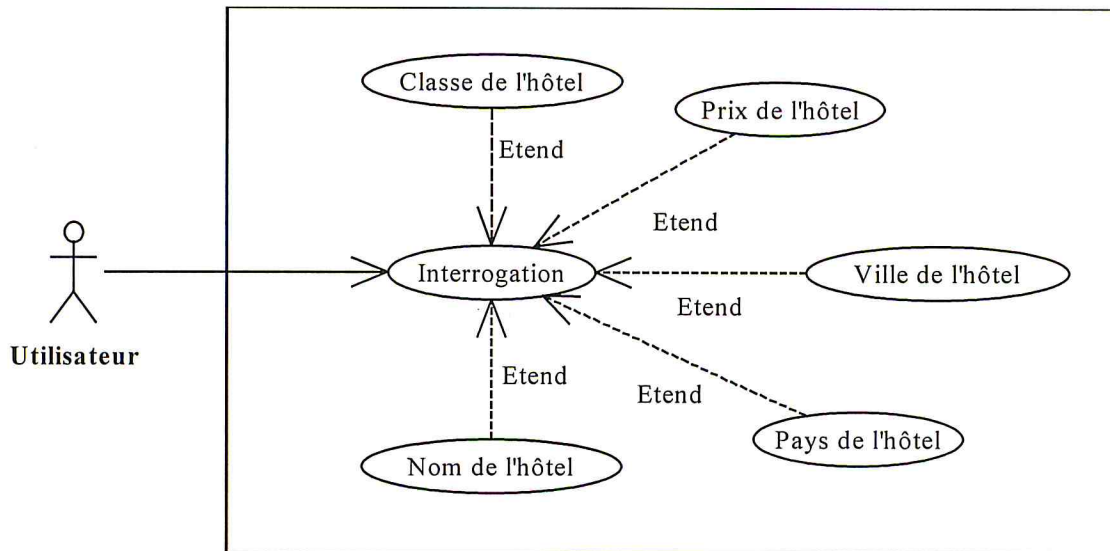 Classe de l'hôtel
Prix de l'hôtel
Etend
Etend
Interrogation
Ville de l'hôtel
Etend
Utilisateur
Etend
Etend
Pays de l'hôtel
Nom de l'hôtel